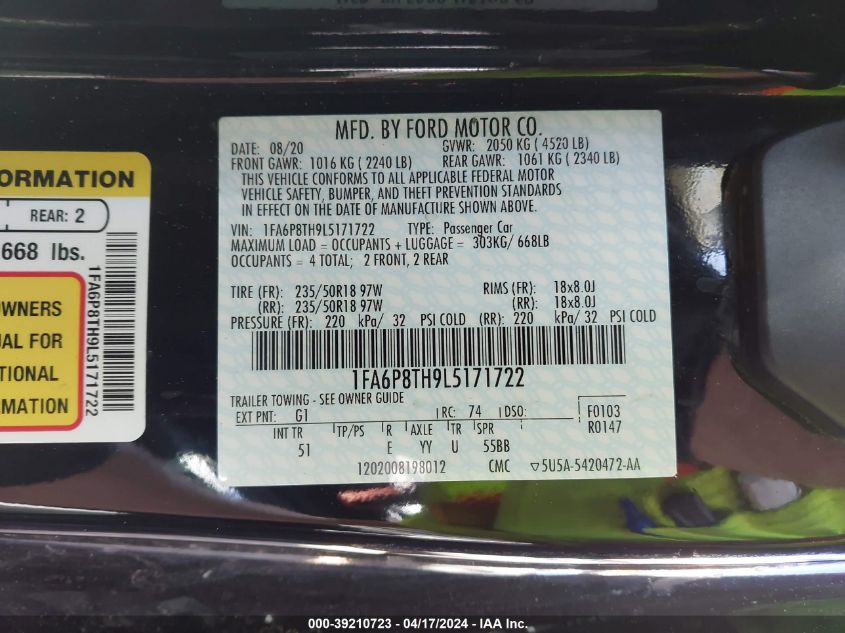 MFD. BY FORD MOTOR CO.
DATE: 08/20 GVWR: 2050 KG ( 4520 LB)
FRONT GAWR: 1016 KG ( 2240 LB) REAR GAWR: 1061 KG ( 2340 LB)
THIS VEHICLE CONFORMS TO ALL APPLICABLE FEDERAL MOTOR
VEHICLE SAFETY, BUMPER, AND THEFT PREVENTION STANDARDS
IN EFFECT ON THE DATE OF MANUFACTURE SHOWN ABOVE.
VIN: 1FA6P8TH9L5171722 TYPE: Passenger Car
MAXIMUM LOAD = OCCUPANTS + LUGGAGE = 303KG/ 668LB
OCCUPANTS = 4 TOTAL; 2 FRONT, 2 REAR
TIRE (FR): 235/50R18 97W RIMS (FR): 18x8.0J
(RR): 235/50R18 97W (RR): 18x8.0J
PRESSURE (FR): 220 kPa/ 32 PSI COLD (RR): 220 kPa/ 32 PSI COLD
1FA6P8TH9L5171722
TRAILER TOWING - SEE OWNER GUIDE
EXT PNT: G1 RC: 74 DSO: F0103
INT TR TP/PS R AXLE TR SPR R0147
51 E YY U 55BB
1202008198012 CMC ▽5U5A-5420472-AA
ORMATION
REAR: 2
668 lbs.
OWNERS
UAL FOR
TIONAL
RMATION
1FA6P8TH9L5171722
000-39210723 - 04/17/2024 - IAA Inc.